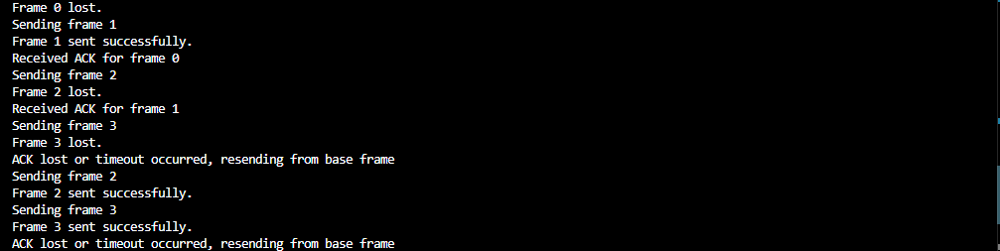 Frame 0 lost.
Sending frame 1
Frame 1 sent successfully.
Received ACK for frame 0
Sending frame 2
Frame 2 lost.
Received ACK for frame 1
Sending frame 3
Frame 3 lost.
ACK lost or timeout occurred, resending from base frame
Sending frame 2
Frame 2 sent successfully.
Sending frame 3
Frame 3 sent successfully.
ACK lost or timeout occurred, resending from base frame